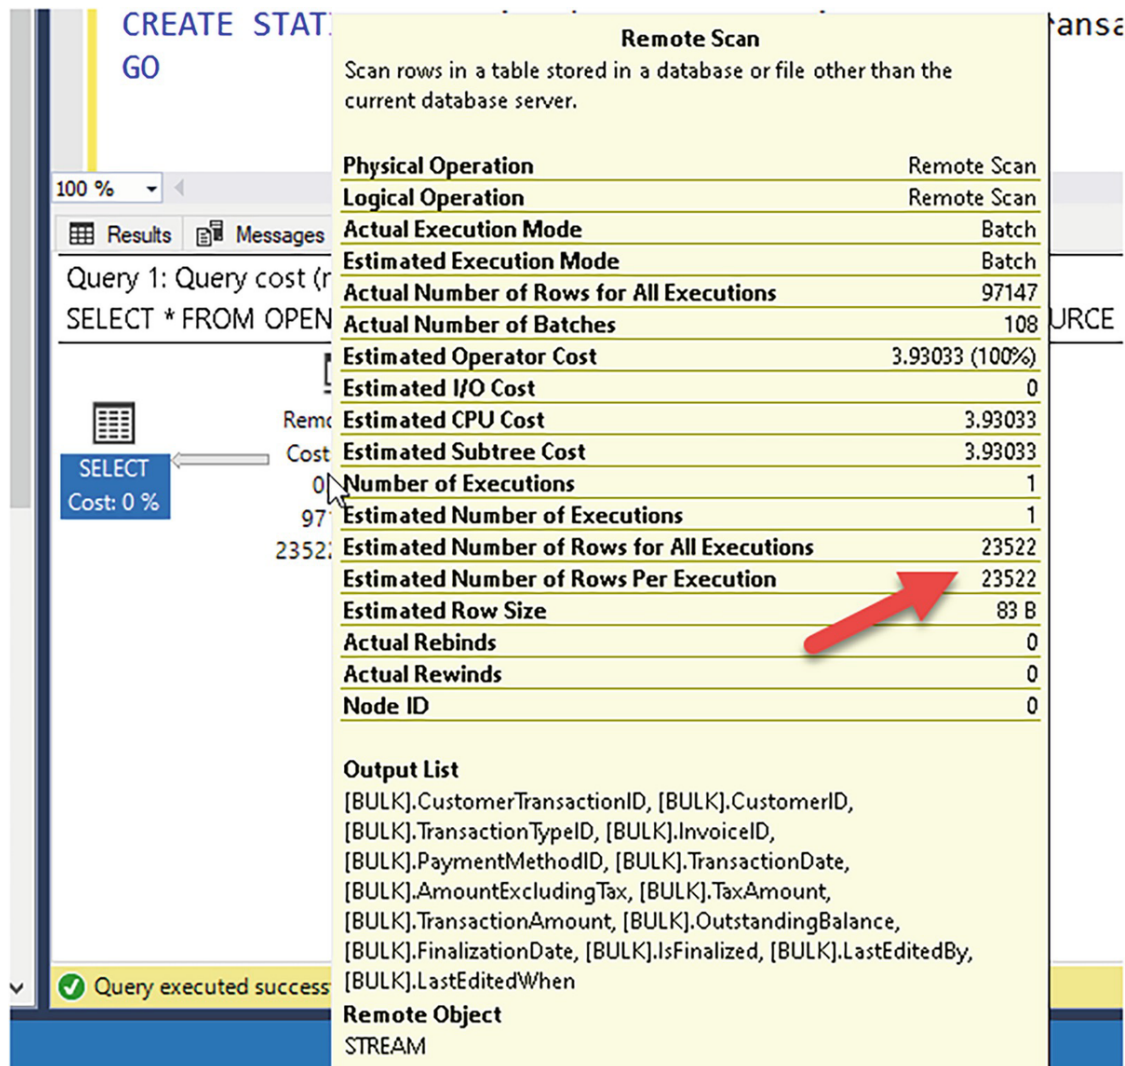 CREATE
GO
Remote Scan
Scan rows in a table stored in a database or file other than the
current database server.
Physical Operation Remote Scan
Logical Operation Remote Scan
Actual Execution Mode Batch
Estimated Execution Mode Batch
Actual Number of Rows for All Executions 97147
Actual Number of Batches 108
Estimated Operator Cost 3.93033 (100%)
Estimated I/O Cost 0
Estimated CPU Cost 3.93033
Estimated Subtree Cost 3.93033
Number of Executions 1
Estimated Number of Executions 1
Estimated Number of Rows for All Executions 23522
Estimated Number of Rows Per Execution 23522
Estimated Row Size 83 B
Actual Rebinds 0
Actual Rewinds 0
Node ID 0
Output List
[BULK].CustomerTransactionID, [BULK].CustomerID,
[BULK].TransactionTypeID, [BULK].InvoiceID,
[BULK].PaymentMethodID, [BULK].TransactionDate,
[BULK].AmountExcludingTax, [BULK].TaxAmount,
[BULK].TransactionAmount, [BULK].OutstandingBalance,
[BULK].FinalizationDate, [BULK].IsFinalized, [BULK].LastEditedBy,
[BULK].LastEditedWhen
Remote Object
STREAM
100 %
Results Messages
Query 1: Query cost (r
SELECT * FROM OPEN URCE
SELECT
Cost: 0 %
Remo
Cost
0
97
23522
Query executed success